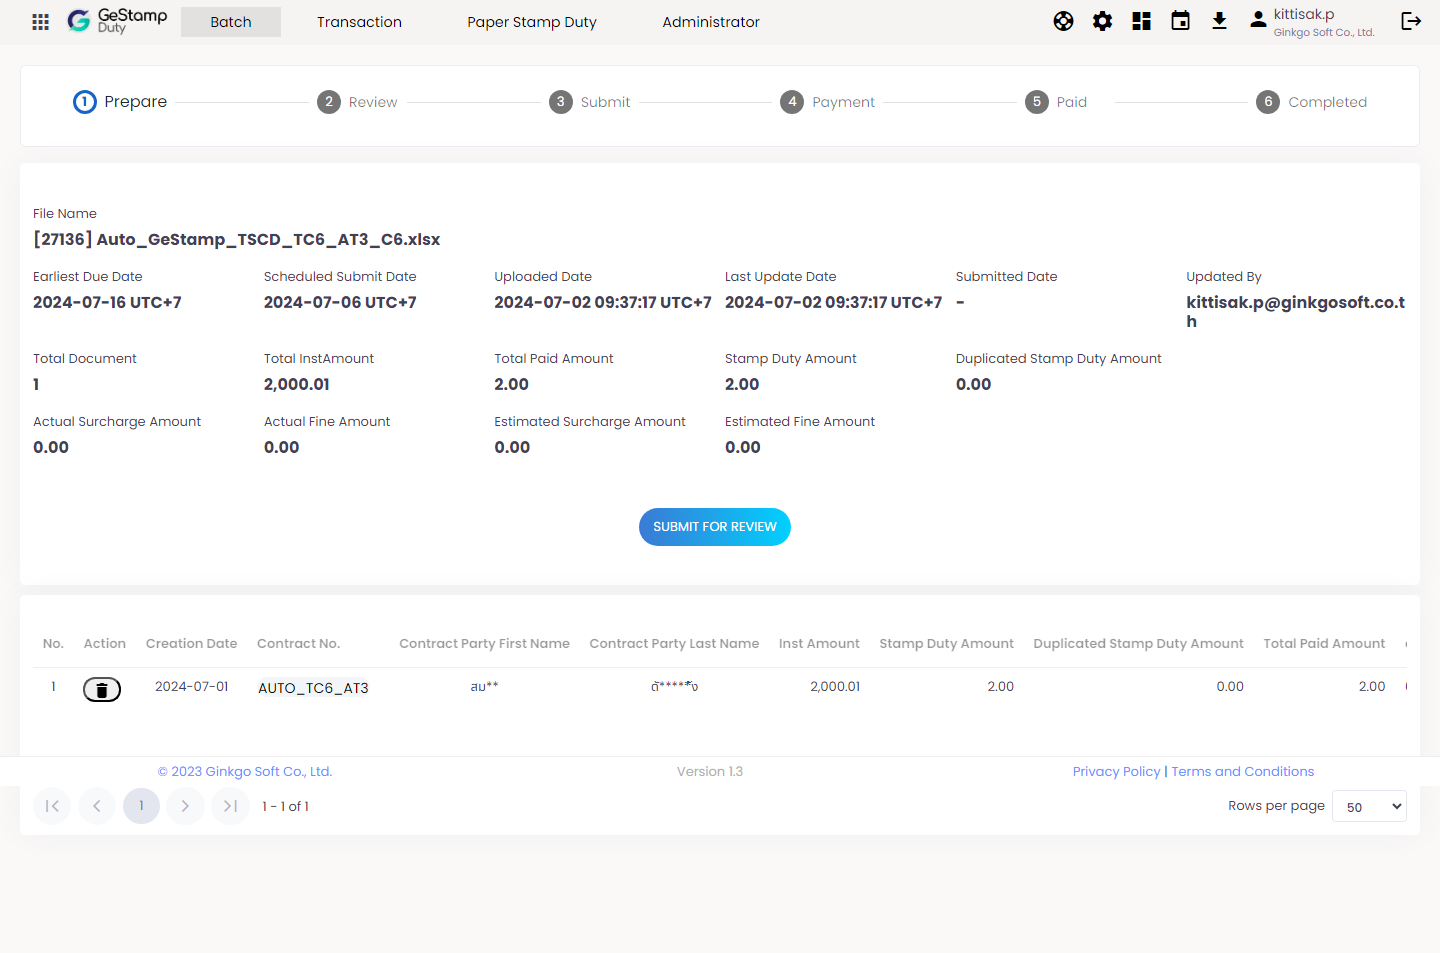 GeStamp
Duty
Batch
Transaction
Paper Stamp Duty
Administrator
kittisak.p
Ginkgo Soft Co., Ltd.
1 Prepare
2 Review
3 Submit
4 Payment
5 Paid
6 Completed
File Name
[27136] Auto_GeStamp_TSCD_TC6_AT3_C6.xlsx
Earliest Due Date
2024-07-16 UTC+7
Scheduled Submit Date
2024-07-06 UTC+7
Uploaded Date
2024-07-02 09:37:17 UTC+7
Last Update Date
2024-07-02 09:37:17 UTC+7
Submitted Date
-
Updated By
kittisak.p@ginkgosoft.co.t
h
Total Document
1
Total InstAmount
2,000.01
Total Paid Amount
2.00
Stamp Duty Amount
2.00
Duplicated Stamp Duty Amount
0.00
Actual Surcharge Amount
0.00
Actual Fine Amount
0.00
Estimated Surcharge Amount
0.00
Estimated Fine Amount
0.00
SUBMIT FOR REVIEW
No. Action Creation Date Contract No. Contract Party First Name Contract Party Last Name Inst Amount Stamp Duty Amount Duplicated Stamp Duty Amount Total Paid Amount
1 2024-07-01 AUTO_TC6_AT3 สม** 2,000.01 2.00 0.00 2.00
© 2023 Ginkgo Soft Co., Ltd.
Version 1.3
Privacy Policy | Terms and Conditions
1
1 - 1 of 1
Rows per page 50